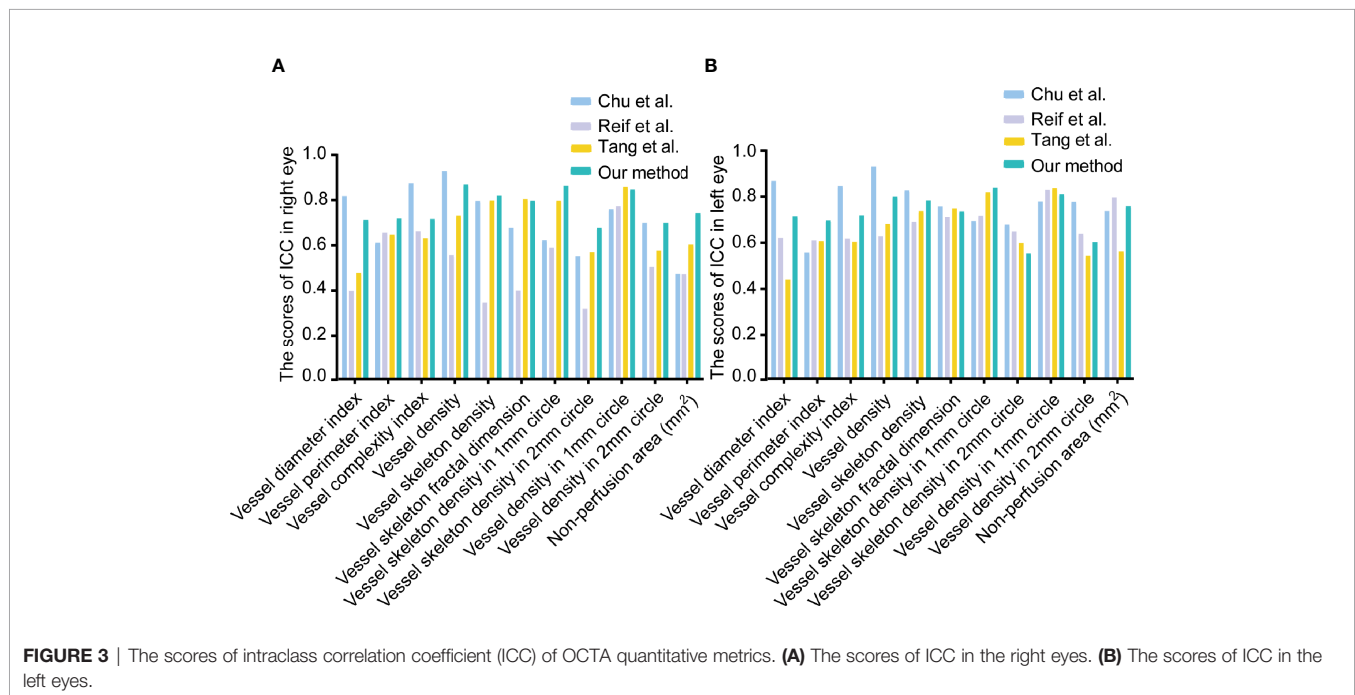 A
Chu et al.
Reif et al.
Tang et al.
Our method
The scores of ICC in right eye
1.0
0.8
0.6
0.4
0.2
0.0
Vessel diameter index
Vessel perimeter index
Vessel complexity index
Vessel density
Vessel skeleton density
Vessel skeleton fractal dimension
Vessel skeleton density in 1mm circle
Vessel skeleton density in 2mm circle
Vessel density in 1mm circle
Vessel density in 2mm circle
Non-perfusion area (mm²)
B
Chu et al.
Reif et al.
Tang et al.
Our method
The scores of ICC in left eye
1.0
0.8
0.6
0.4
0.2
0.0
Vessel diameter index
Vessel perimeter index
Vessel complexity index
Vessel density
Vessel skeleton density
Vessel skeleton fractal dimension
Vessel skeleton density in 1mm circle
Vessel skeleton density in 2mm circle
Vessel density in 1mm circle
Vessel density in 2mm circle
Non-perfusion area (mm²)
FIGURE 3 | The scores of intraclass correlation coefficient (ICC) of OCTA quantitative metrics. (A) The scores of ICC in the right eyes. (B) The scores of ICC in the
left eyes.